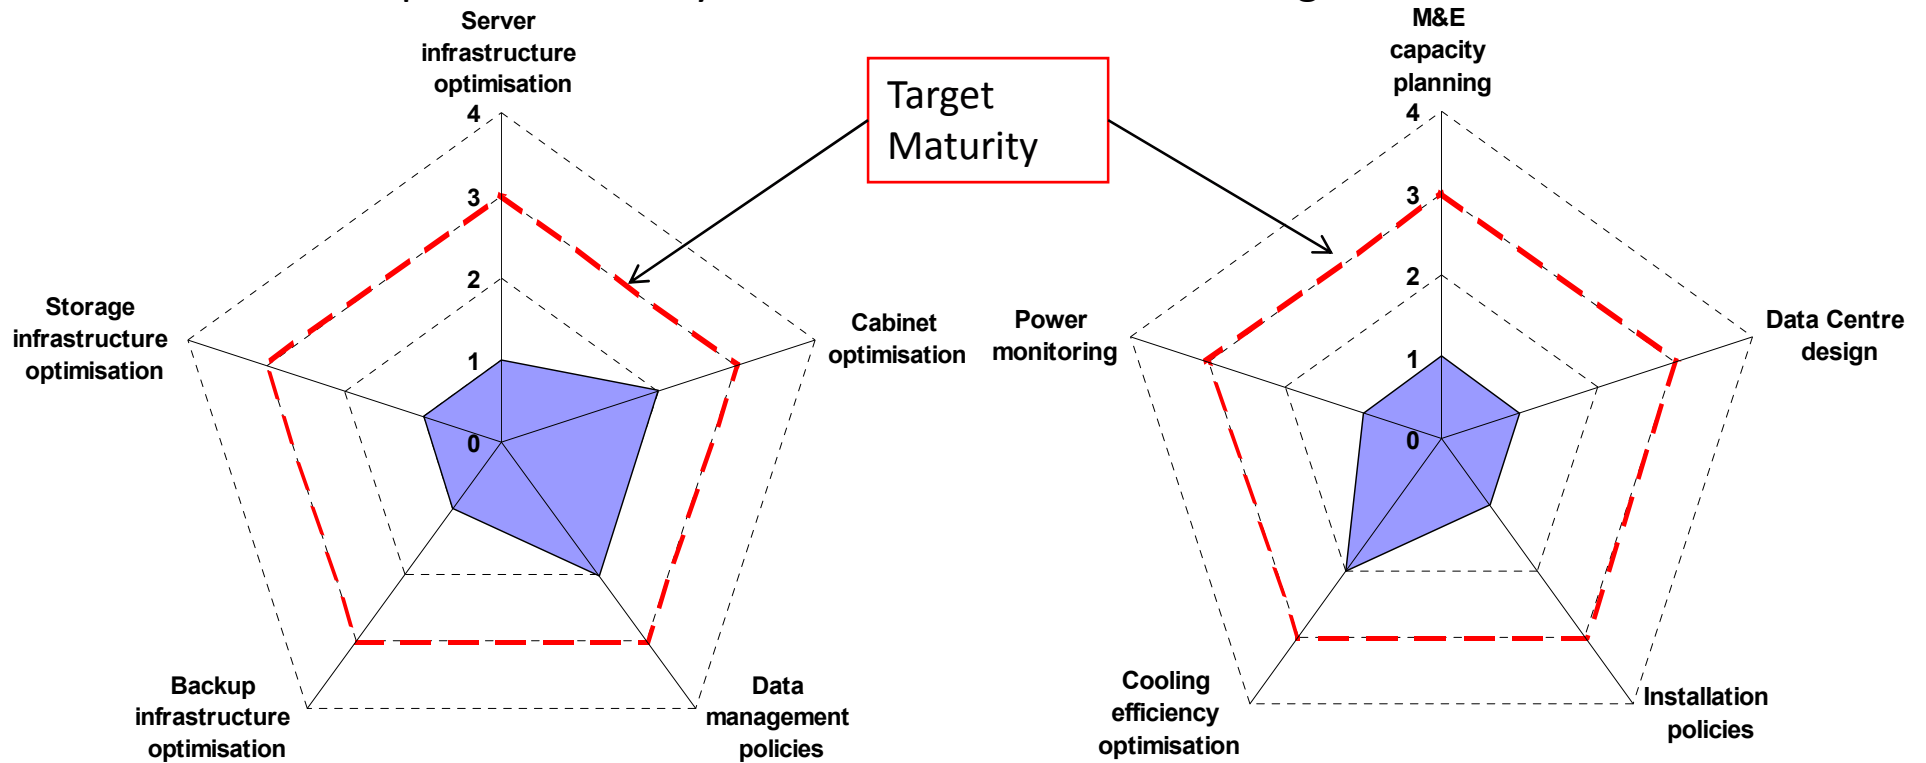 Server
infrastructure
optimisation
4
3
2
1
0
Cabinet
optimisation
Data
management
policies
Backup
infrastructure
optimisation
Storage
infrastructure
optimisation
Target
Maturity
M&E
capacity
planning
4
3
2
1
0
Data Centre
design
Installation
policies
Cooling
efficiency
optimisation
Power
monitoring